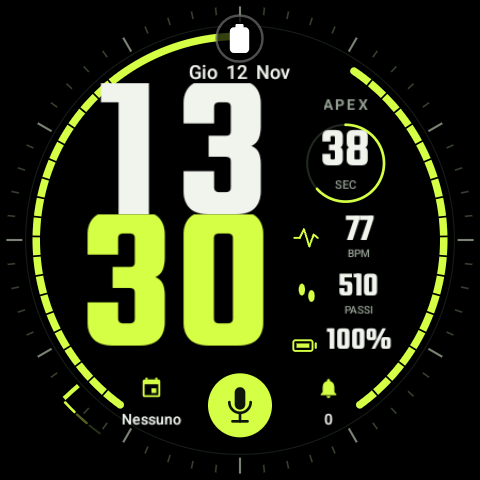 Gio 12 Nov
13
30
APEX
38
SEC
77
BPM
510
PASSI
100%
Nessuno
0